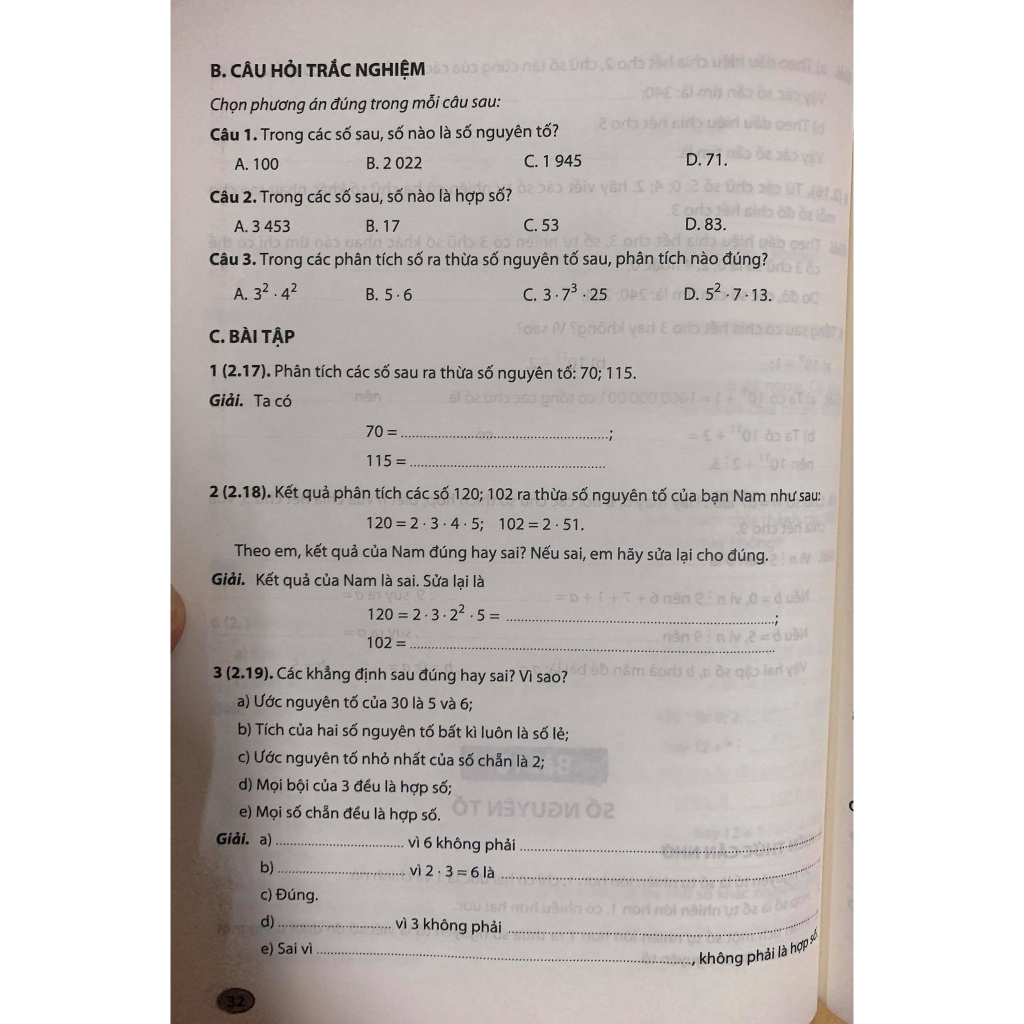 B. CÂU HỎI TRẮC NGHIỆM
Chọn phương án đúng trong mỗi câu sau:
Câu 1. Trong các số sau, số nào là số nguyên tố?
A. 100 B. 2 022 C. 1 945 D. 71.
Câu 2. Trong các số sau, số nào là hợp số?
A. 3 453 B. 17 C. 53 D. 83.
Câu 3. Trong các phân tích số ra thừa số nguyên tố sau, phân tích nào đúng?
A. 3² · 4² B. 5 · 6 C. 3 · 7³ · 25 D. 5² · 7 · 13.
C. BÀI TẬP
1 (2.17). Phân tích các số sau ra thừa số nguyên tố: 70; 115.
Giải. Ta có
70 = ..........................................;
115 = ..........................................
2 (2.18). Kết quả phân tích các số 120; 102 ra thừa số nguyên tố của bạn Nam như sau:
120 = 2 · 3 · 4 · 5; 102 = 2 · 51.
Theo em, kết quả của Nam đúng hay sai? Nếu sai, em hãy sửa lại cho đúng.
Giải. Kết quả của Nam là sai. Sửa lại là
120 = 2 · 3 · 2² · 5 = ..........................................;
102 = ..........................................
3 (2.19). Các khẳng định sau đúng hay sai? Vì sao?
a) Ước nguyên tố của 30 là 5 và 6;
b) Tích của hai số nguyên tố bất kì luôn là số lẻ;
c) Ước nguyên tố nhỏ nhất của số chẵn là 2;
d) Mọi bội của 3 đều là hợp số;
e) Mọi số chẵn đều là hợp số.
Giải. a) .............................. vì 6 không phải ..........................................
b) .............................. vì 2 · 3 = 6 là ..........................................
c) Đúng.
d) .............................. vì 3 không phải ..........................................
e) Sai vì .........................................., không phải là hợp số
32